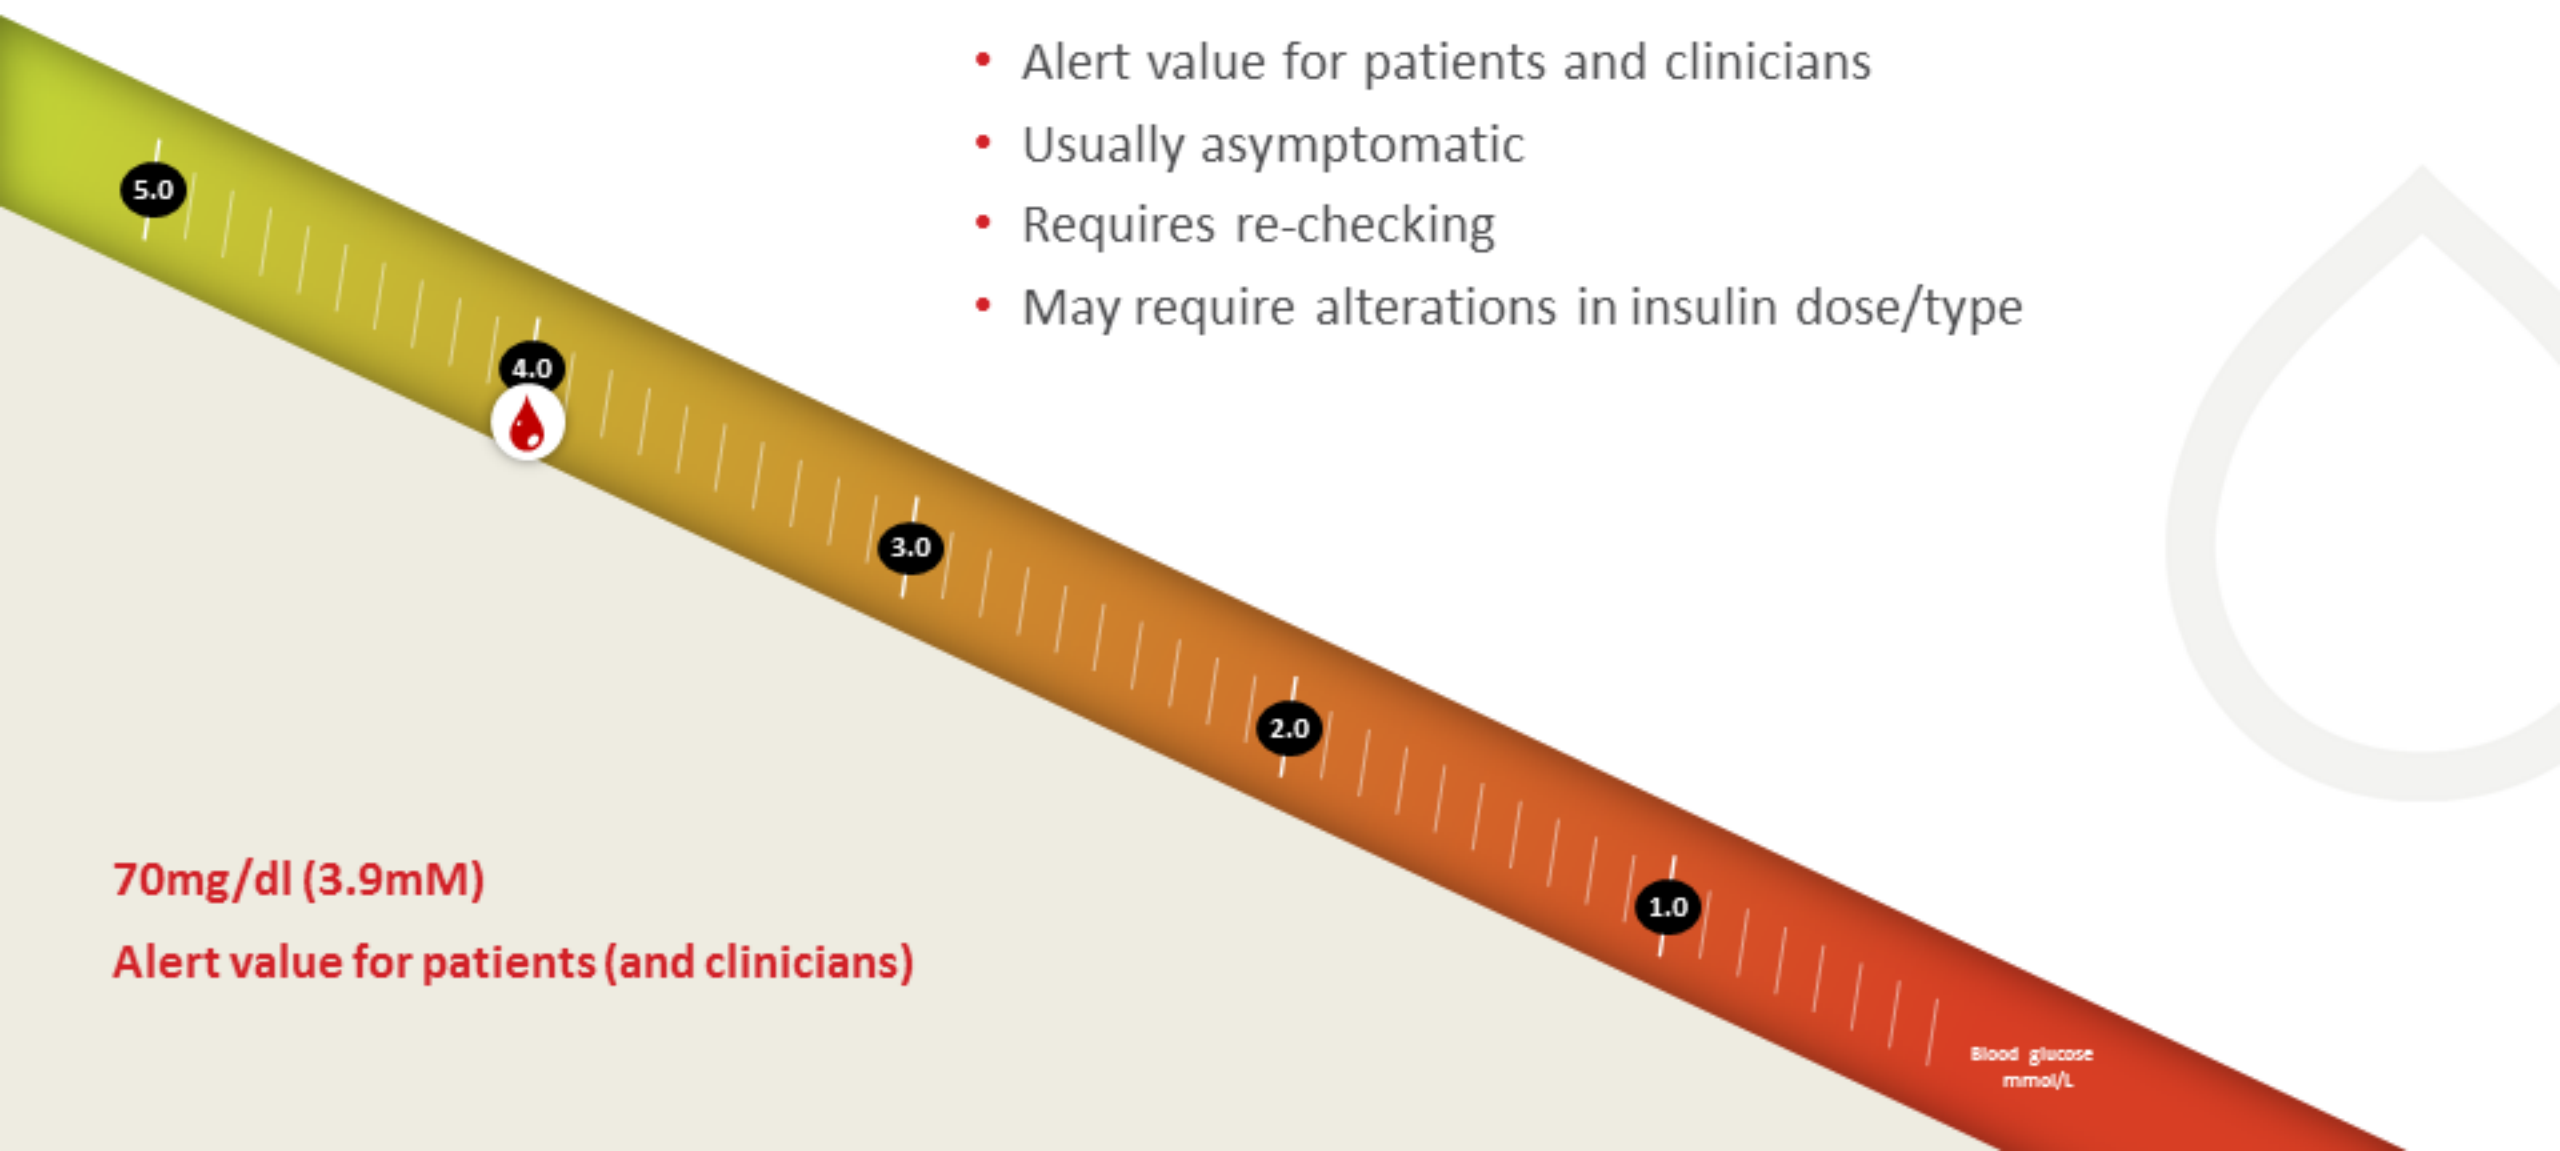 Alert value for patients and clinicians
Usually asymptomatic
Requires re-checking
May require alterations in insulin dose/type
5.0
4.0
3.0
2.0
1.0
Blood glucose
mmol/L
70mg/dl (3.9mM)
Alert value for patients (and clinicians)